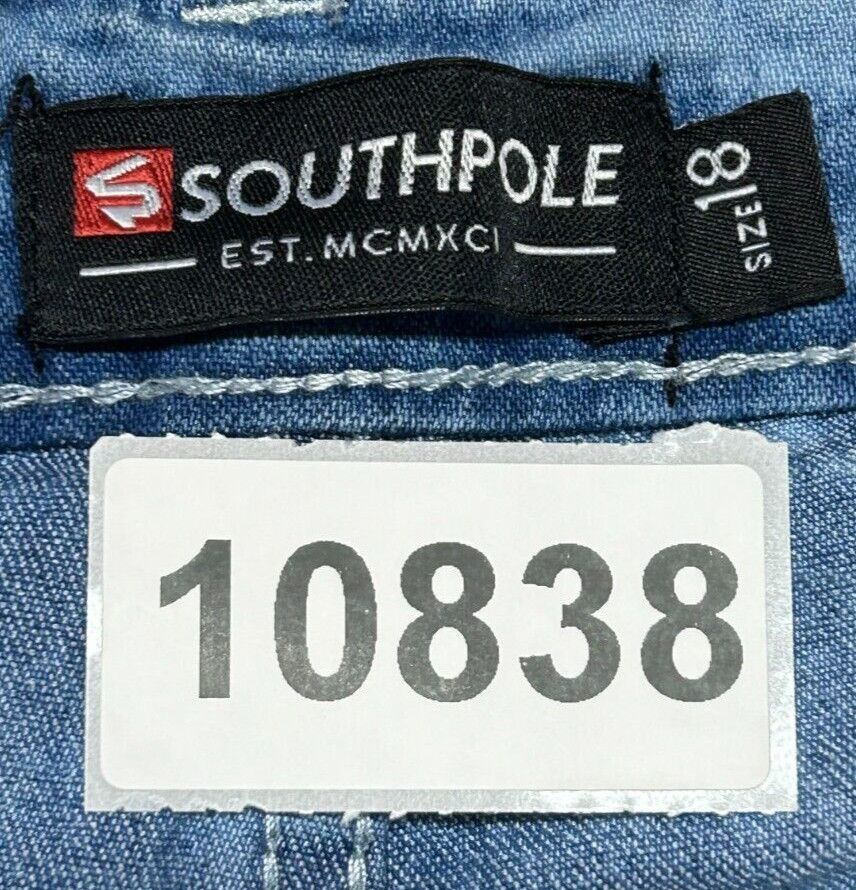 SOUTHPOLE
EST. MCMXCI
SIZE 18
10838